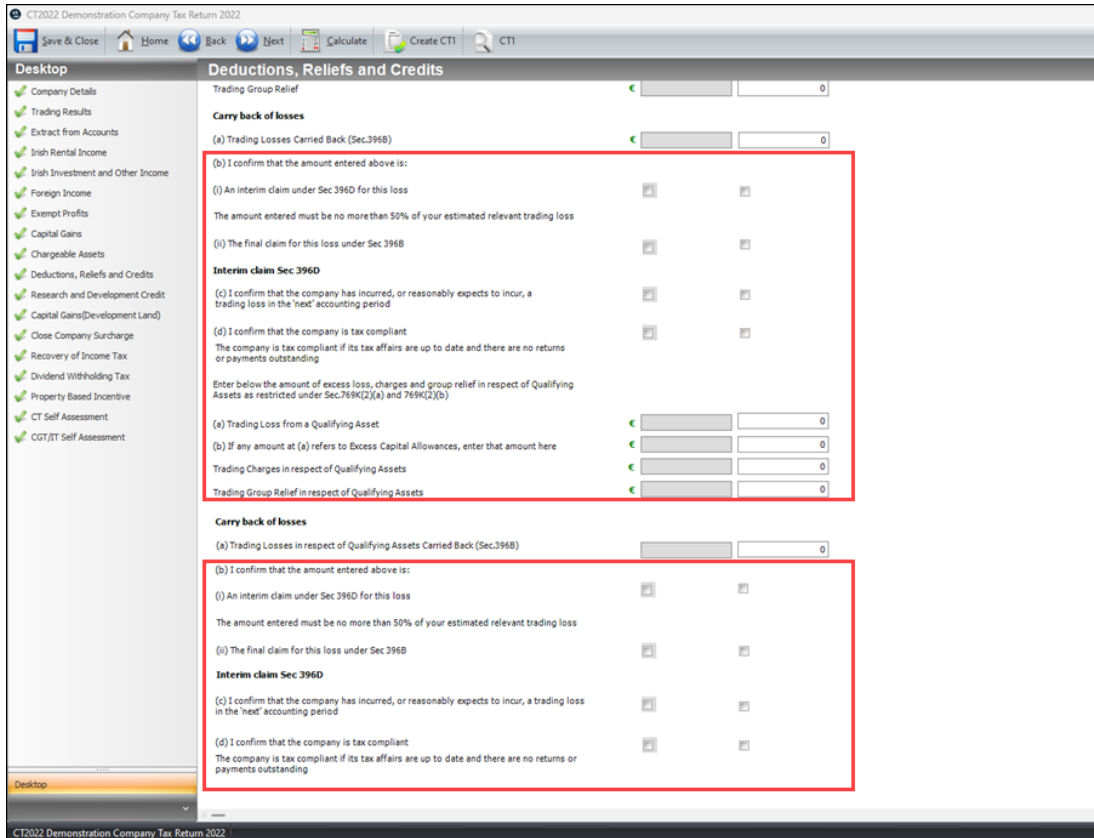 CT2022 Demonstration Company Tax Return 2022
Save & Close Home Back Next Calculate Create CT1 CT1
Desktop
Company Details
Trading Results
Extract from Accounts
Irish Rental Income
Irish Investment and Other Income
Foreign Income
Exempt Profits
Capital Gains
Chargeable Assets
Deductions, Reliefs and Credits
Research and Development Credit
Capital Gains(Development Land)
Close Company Surcharge
Recovery of Income Tax
Dividend Withholding Tax
Property Based Incentive
CT Self Assessment
CGT/IT Self Assessment
Desktop
Deductions, Reliefs and Credits
Trading Group Relief € 0
Carry back of losses
(a) Trading Losses Carried Back (Sec.396B) € 0
(b) I confirm that the amount entered above is:
(i) An interim claim under Sec 396D for this loss
The amount entered must be no more than 50% of your estimated relevant trading loss
(ii) The final claim for this loss under Sec 396B
Interim claim Sec 396D
(c) I confirm that the company has incurred, or reasonably expects to incur, a
trading loss in the 'next' accounting period
(d) I confirm that the company is tax compliant
The company is tax compliant if its tax affairs are up to date and there are no returns
or payments outstanding
Enter below the amount of excess loss, charges and group relief in respect of Qualifying
Assets as restricted under Sec.769K(2)(a) and 769K(2)(b)
(a) Trading Loss from a Qualifying Asset € 0
(b) If any amount at (a) refers to Excess Capital Allowances, enter that amount here € 0
Trading Charges in respect of Qualifying Assets € 0
Trading Group Relief in respect of Qualifying Assets € 0
Carry back of losses
(a) Trading Losses in respect of Qualifying Assets Carried Back (Sec.396B) 0
(b) I confirm that the amount entered above is:
(i) An interim claim under Sec 396D for this loss
The amount entered must be no more than 50% of your estimated relevant trading loss
(ii) The final claim for this loss under Sec 396B
Interim claim Sec 396D
(c) I confirm that the company has incurred, or reasonably expects to incur, a trading loss
in the 'next' accounting period
(d) I confirm that the company is tax compliant
The company is tax compliant if its tax affairs are up to date and there are no returns or
payments outstanding
CT2022 Demonstration Company Tax Return 2022